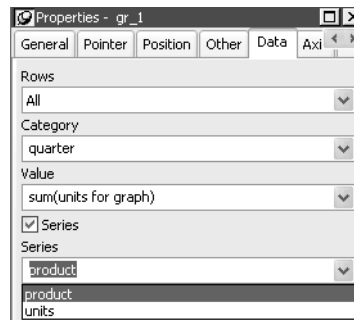 Properties - gr_1
General Pointer Position Other Data Axi
Rows
All
Category
quarter
Value
sum(units for graph)
Series
Series
product
product
units